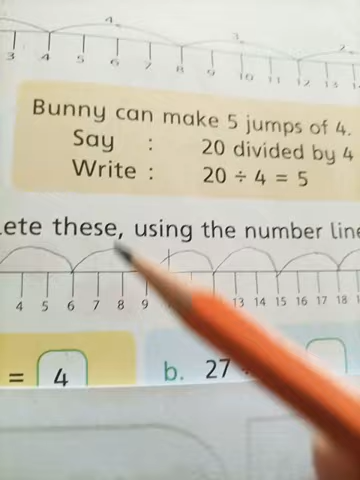 4 3 2
3 4 5 6 7 8 9 10 11 12 13
Bunny can make 5 jumps of 4.
Say : 20 divided by 4
Write : 20 ÷ 4 = 5
these, using the number
4 5 6 7 8 9 13 14 15 16 17 18
= 4 b. 27